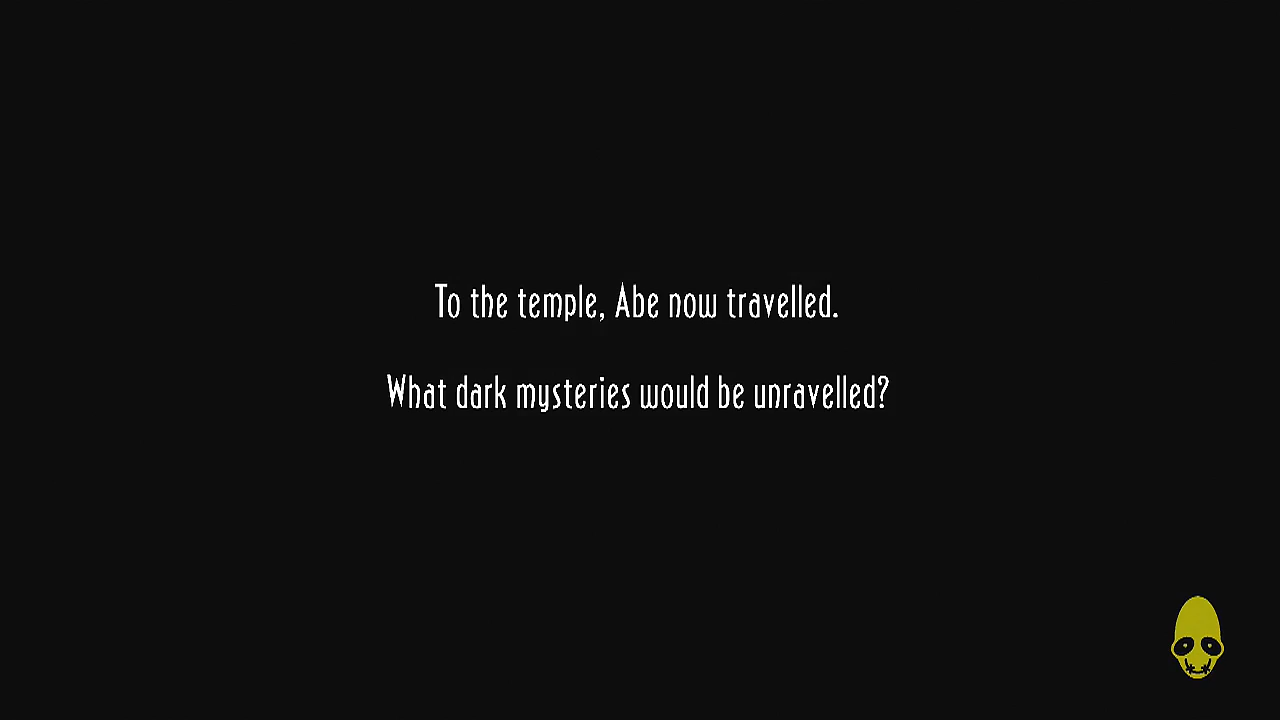 To the temple, Abe now travelled.
What dark mysteries would be unravelled?